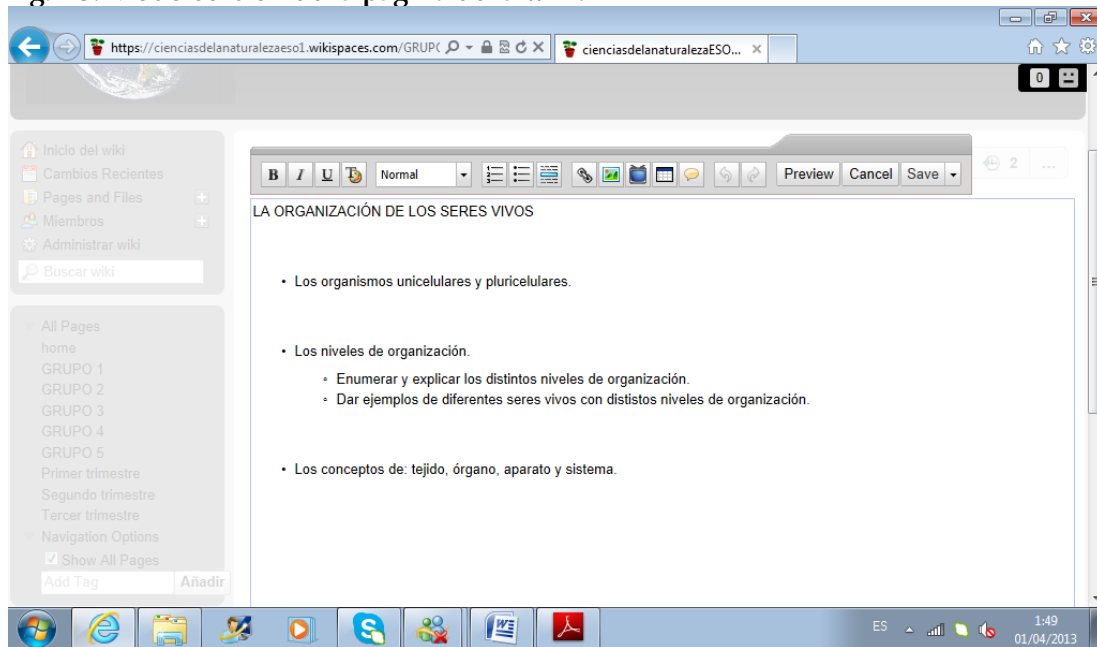 https://cienciasdelanaturalezaeso1.wikispaces.com/GRUP(
cienciasdelanaturalezaESO...
0
Inicio del wiki
Cambios Recientes
Pages and Files
Miembros
Administrar wiki
Buscar wiki
All Pages
home
GRUPO 1
GRUPO 2
GRUPO 3
GRUPO 4
GRUPO 5
Primer trimestre
Segundo trimestre
Tercer trimestre
Navigation Options
Show All Pages
Add Tag Añadir
B I U T Normal Preview Cancel Save
2 ...
LA ORGANIZACIÓN DE LOS SERES VIVOS
• Los organismos unicelulares y pluricelulares.
• Los niveles de organización.
◦ Enumerar y explicar los distintos niveles de organización.
◦ Dar ejemplos de diferentes seres vivos con dististos niveles de organización.
• Los conceptos de: tejido, órgano, aparato y sistema.
ES 1:49
01/04/2013